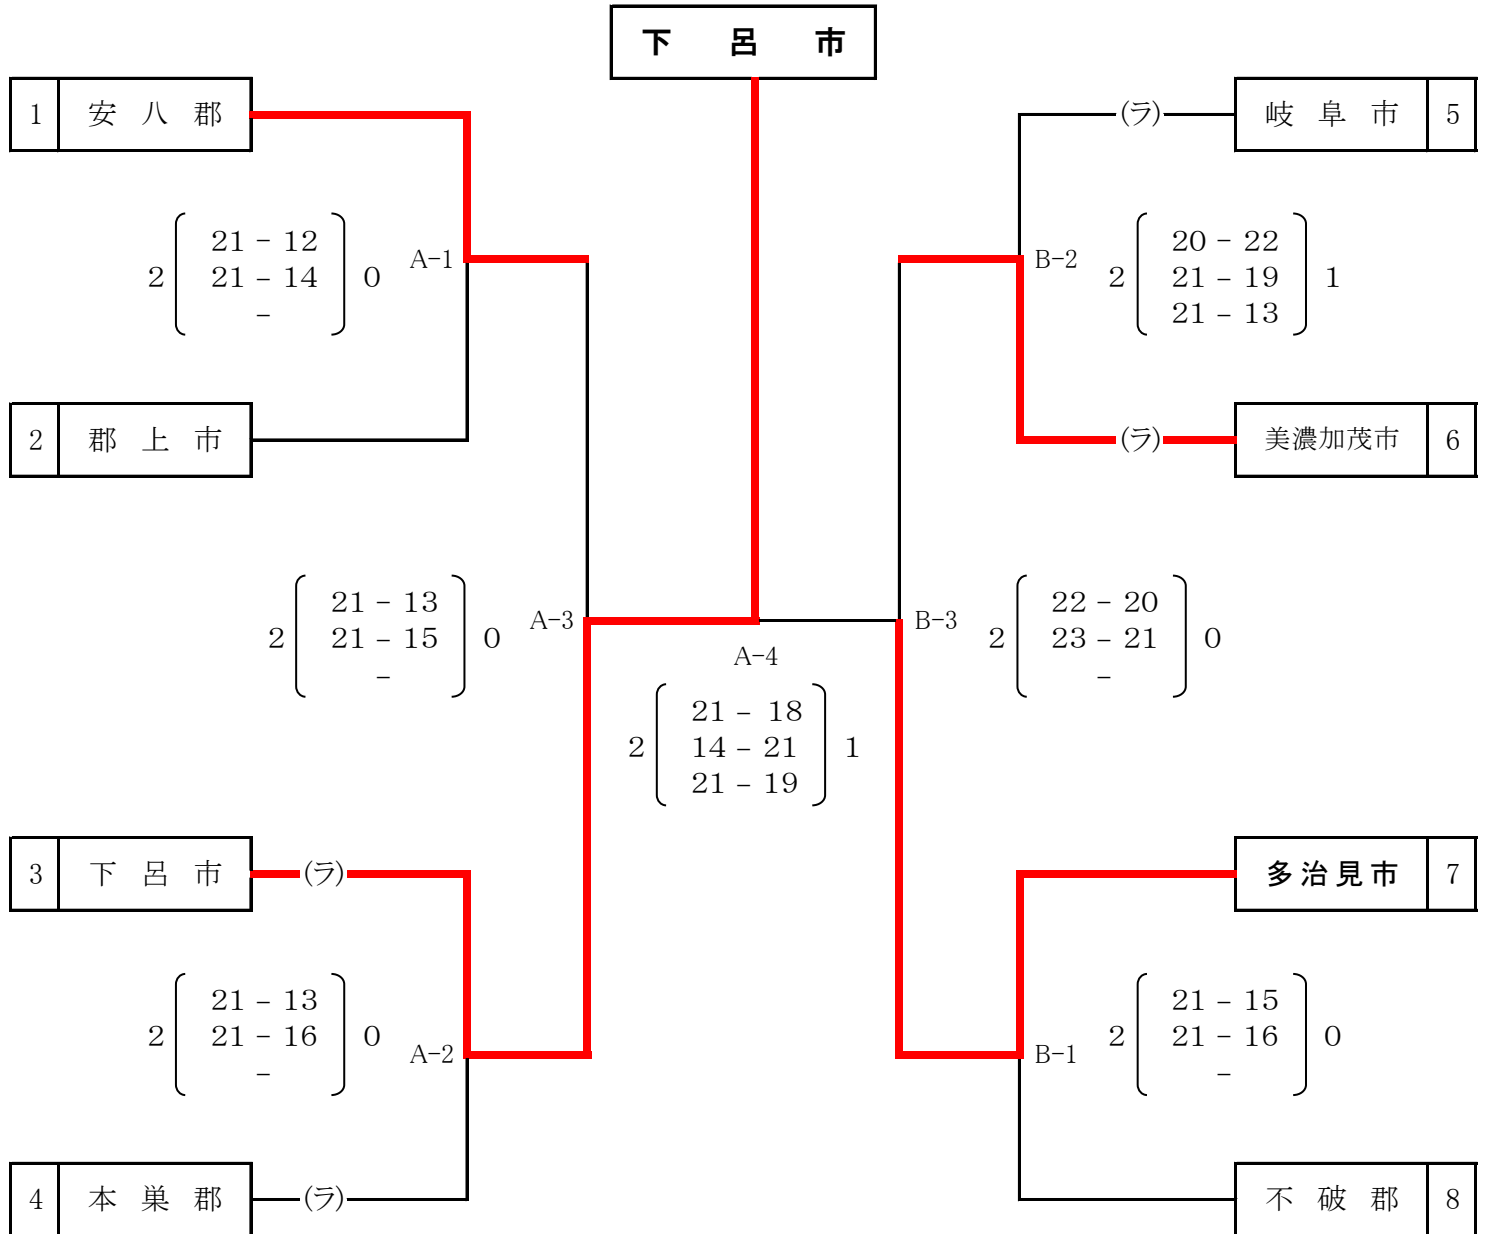 下 呂 市
1 安 八 郡
(ラ) 岐 阜 市 5
2 21 - 12 0 A-1
21 - 14
-
B-2 2 20 - 22 1
21 - 19
21 - 13
2 郡 上 市
(ラ) 美濃加茂市 6
2 21 - 13 0 A-3
21 - 15
-
B-3 2 22 - 20 0
23 - 21
-
A-4
2 21 - 18 1
14 - 21
21 - 19
3 下 呂 市 (ラ)
多治見市 7
2 21 - 13 0 A-2
21 - 16
-
B-1 2 21 - 15 0
21 - 16
-
4 本 巣 郡 (ラ)
不 破 郡 8